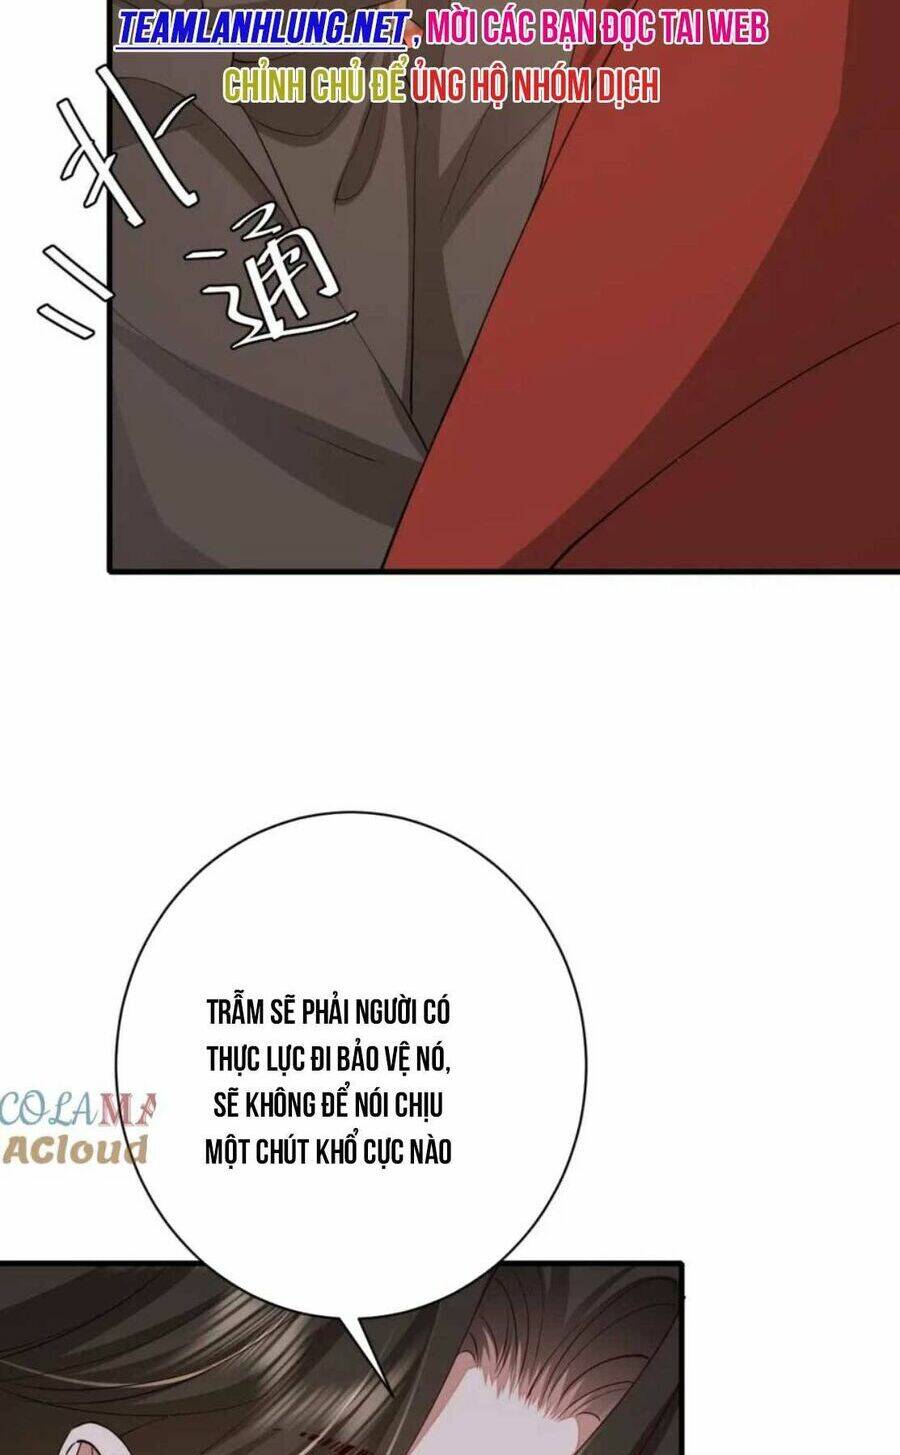 TEAMLANHLUNG.NET , MỜI CÁC BẠN ĐỌC TẠI WEB
CHỈNH CHỦ ĐỂ ỦNG HỘ NHÓM DỊCH
扑
通
TRẪM SẼ PHẢI NGƯỜI CÓ
THỰC LỰC ĐI BẢO VỆ NÓ,
SẼ KHÔNG ĐỂ NÓI CHỊU
MỘT CHÚT KHỔ CỰC NÀO
COLAMA
ACloud